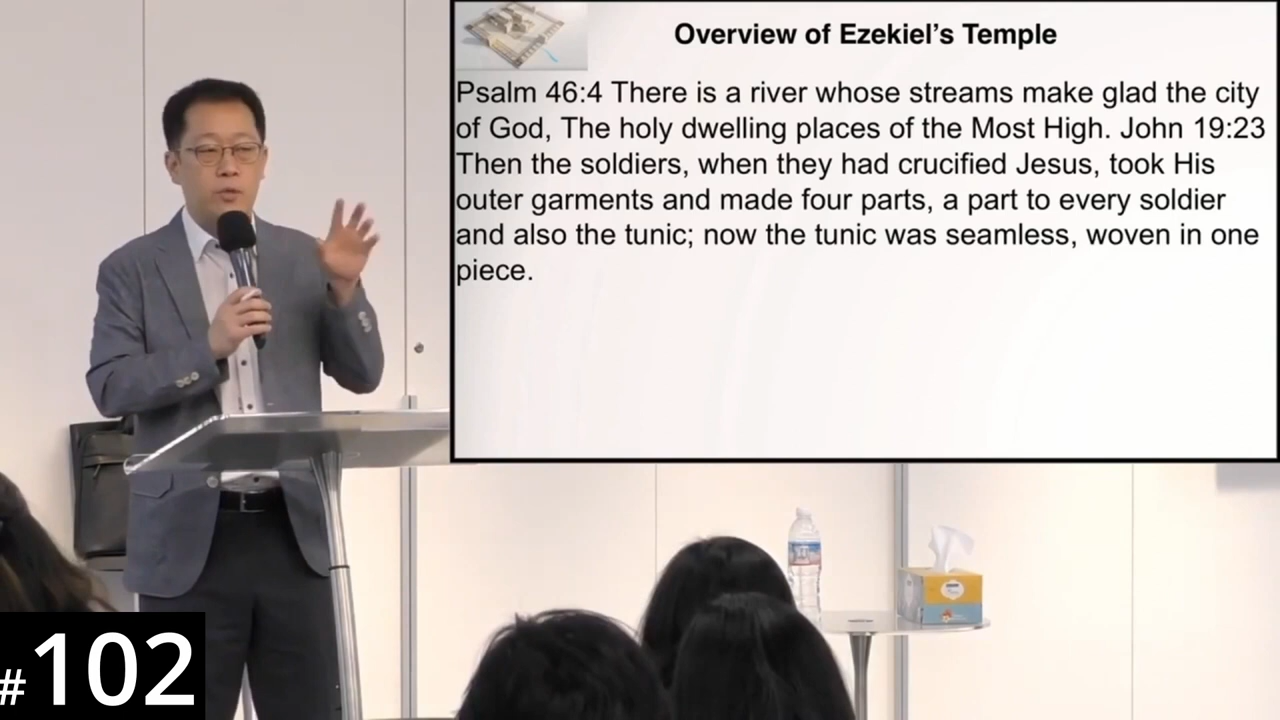 Overview of Ezekiel's Temple
Psalm 46:4 There is a river whose streams make glad the city
of God, The holy dwelling places of the Most High. John 19:23
Then the soldiers, when they had crucified Jesus, took His
outer garments and made four parts, a part to every soldier
and also the tunic; now the tunic was seamless, woven in one
piece.
#102